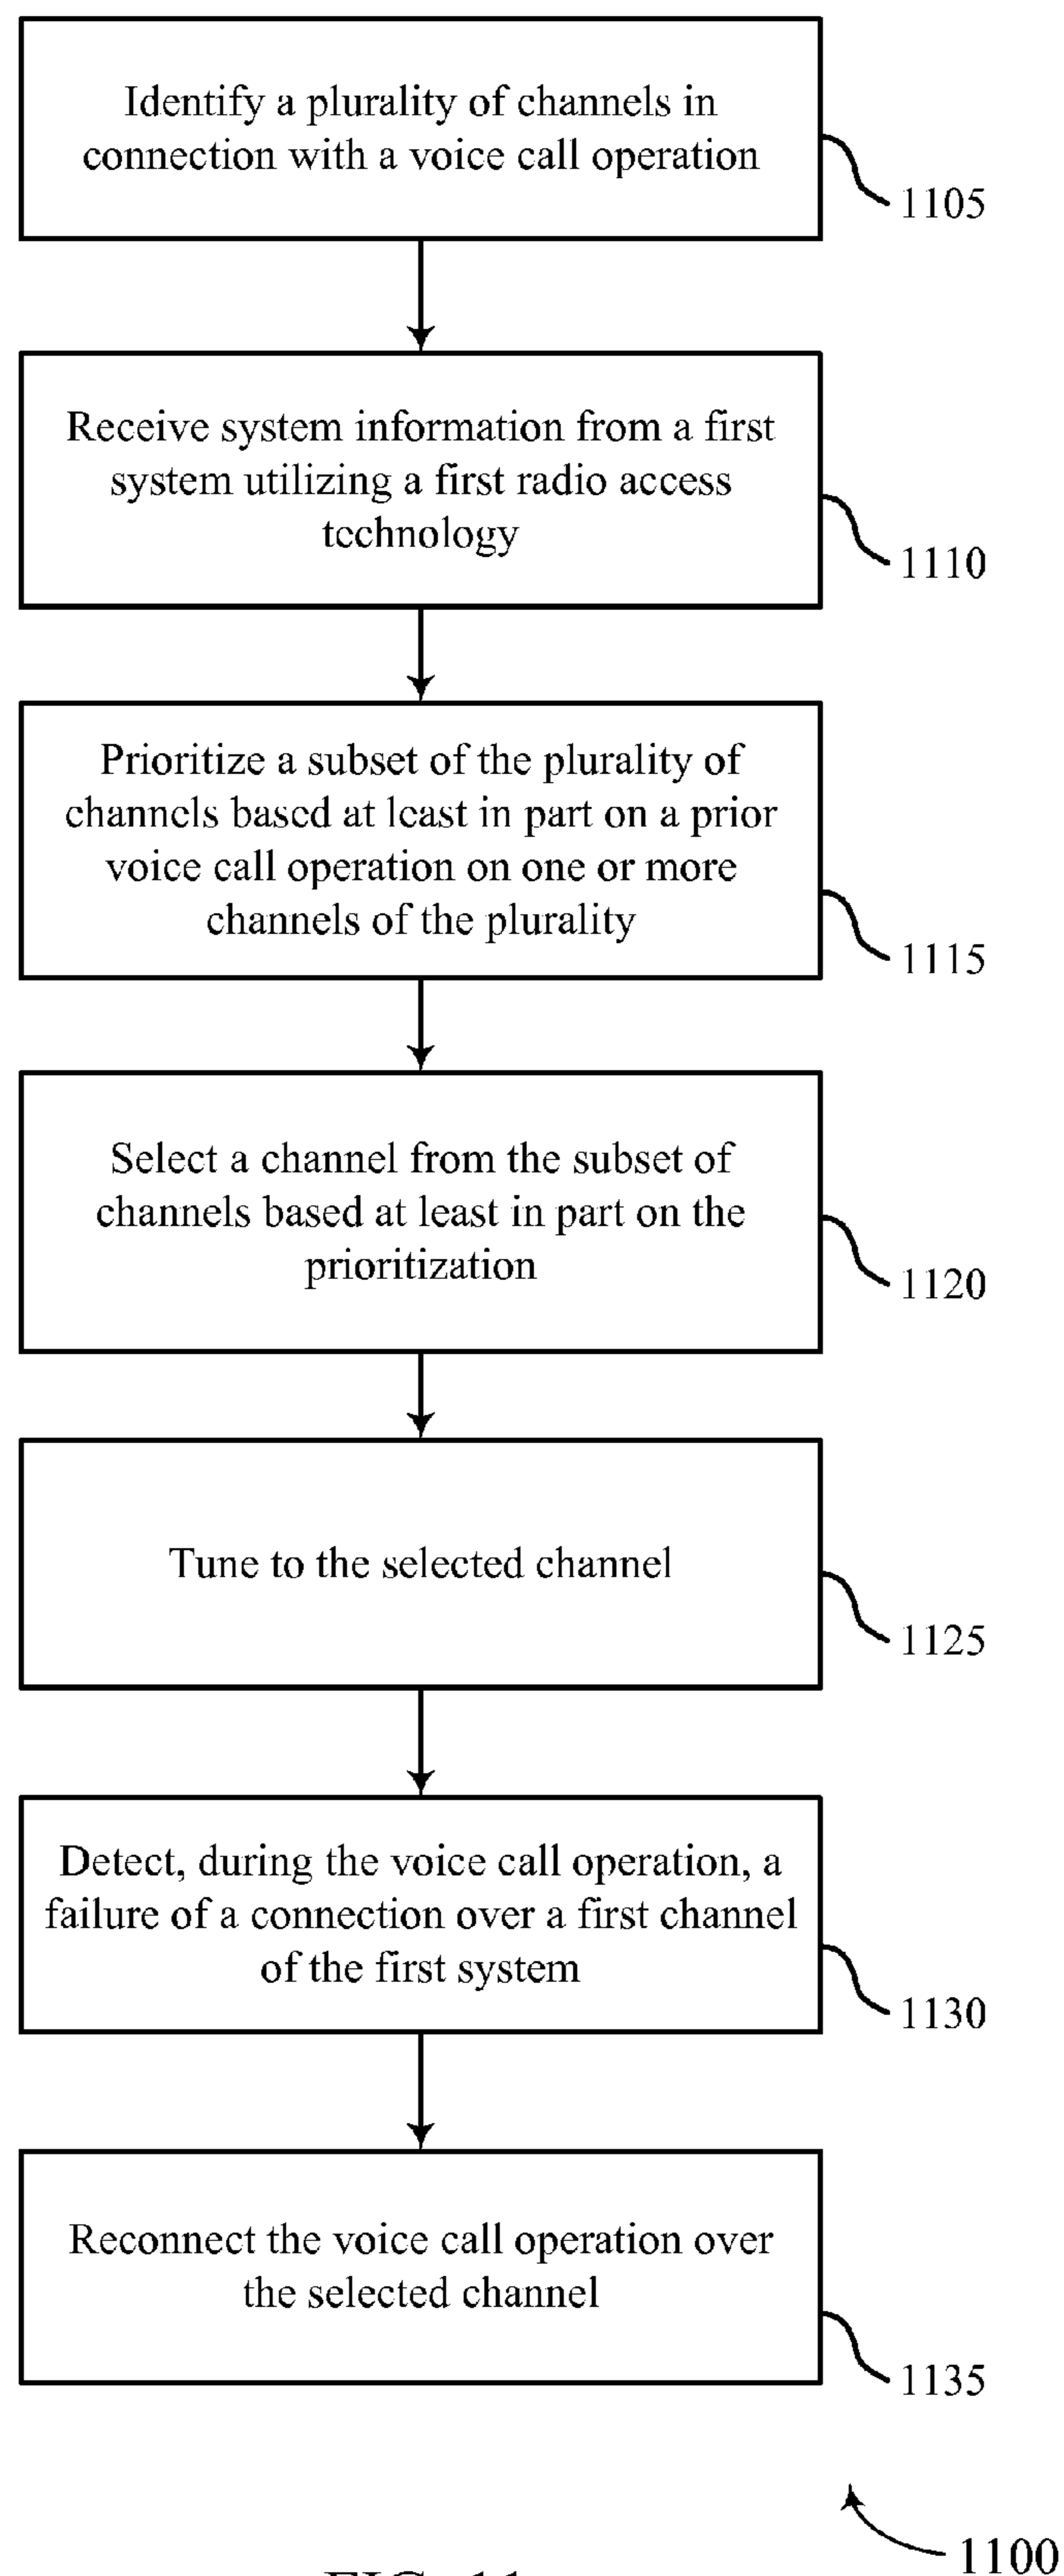 Identify a plurality of channels in
connection with a voice call operation
1105
Receive system information from a first
system utilizing a first radio access
technology
1110
Prioritize a subset of the plurality of
channels based at least in part on a prior
voice call operation on one or more
channels of the plurality
1115
Select a channel from the subset of
channels based at least in part on the
prioritization
1120
Tune to the selected channel
1125
Detect, during the voice call operation, a
failure of a connection over a first channel
of the first system
1130
Reconnect the voice call operation over
the selected channel
1135
1100